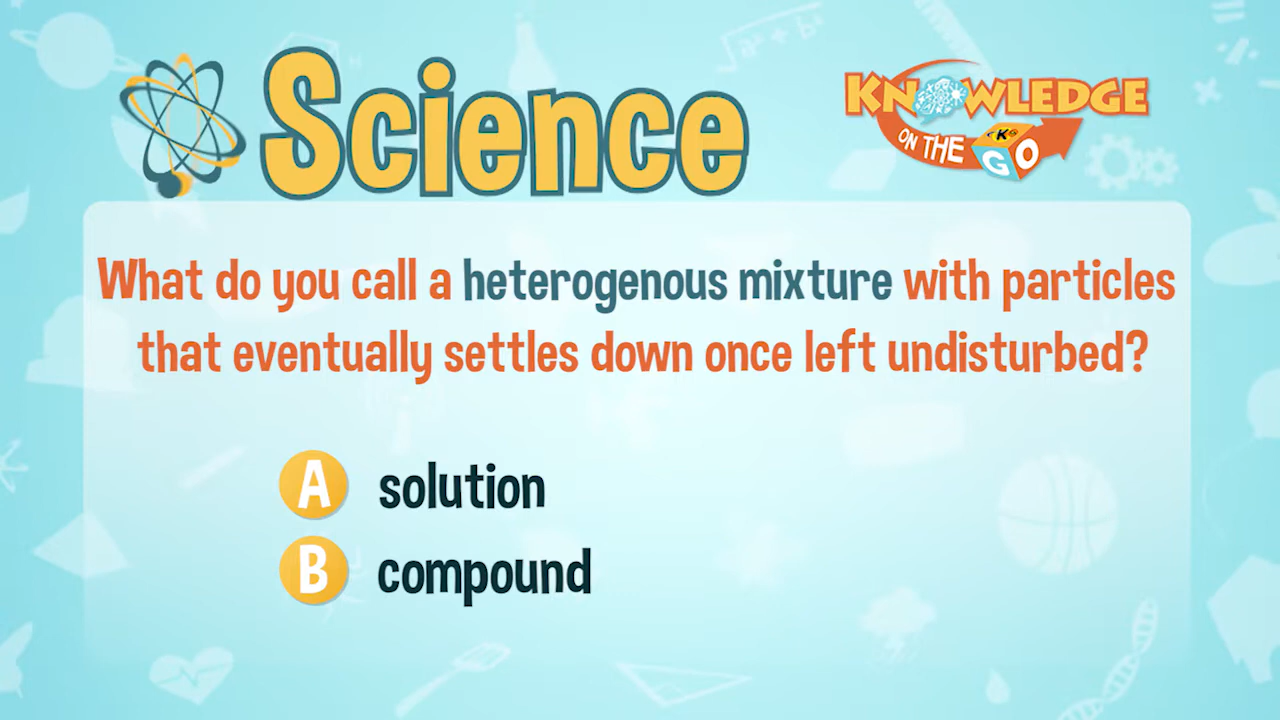 Science
KNOWLEDGE
ON THE GO
What do you call a heterogenous mixture with particles
that eventually settles down once left undisturbed?
A solution
B compound